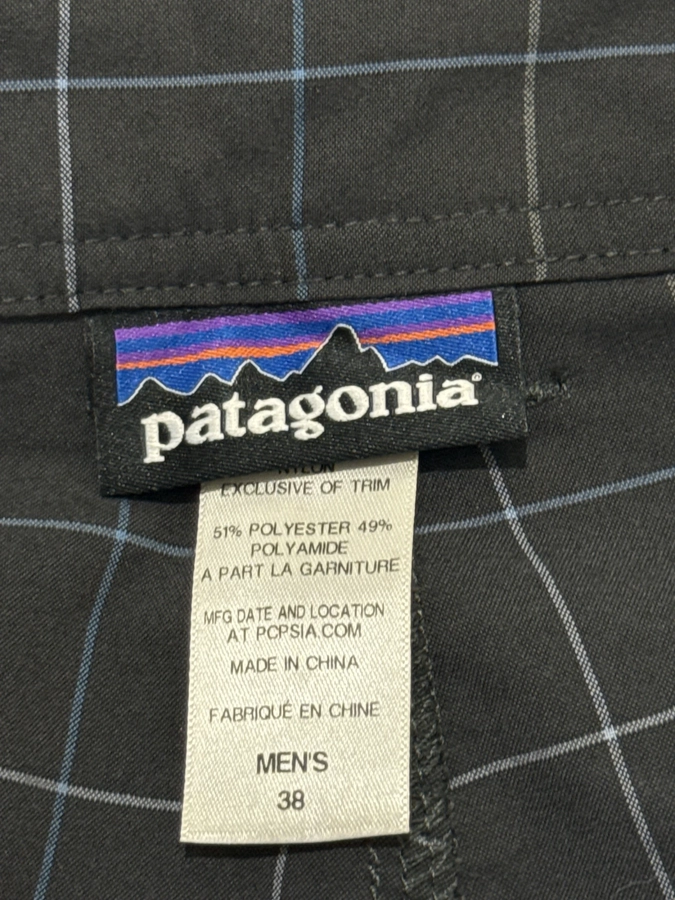 patagonia®
NYLON
EXCLUSIVE OF TRIM
51% POLYESTER 49%
POLYAMIDE
A PART LA GARNITURE
MFG DATE AND LOCATION
AT PCPSIA.COM
MADE IN CHINA
FABRIQUÉ EN CHINE
MEN'S
38